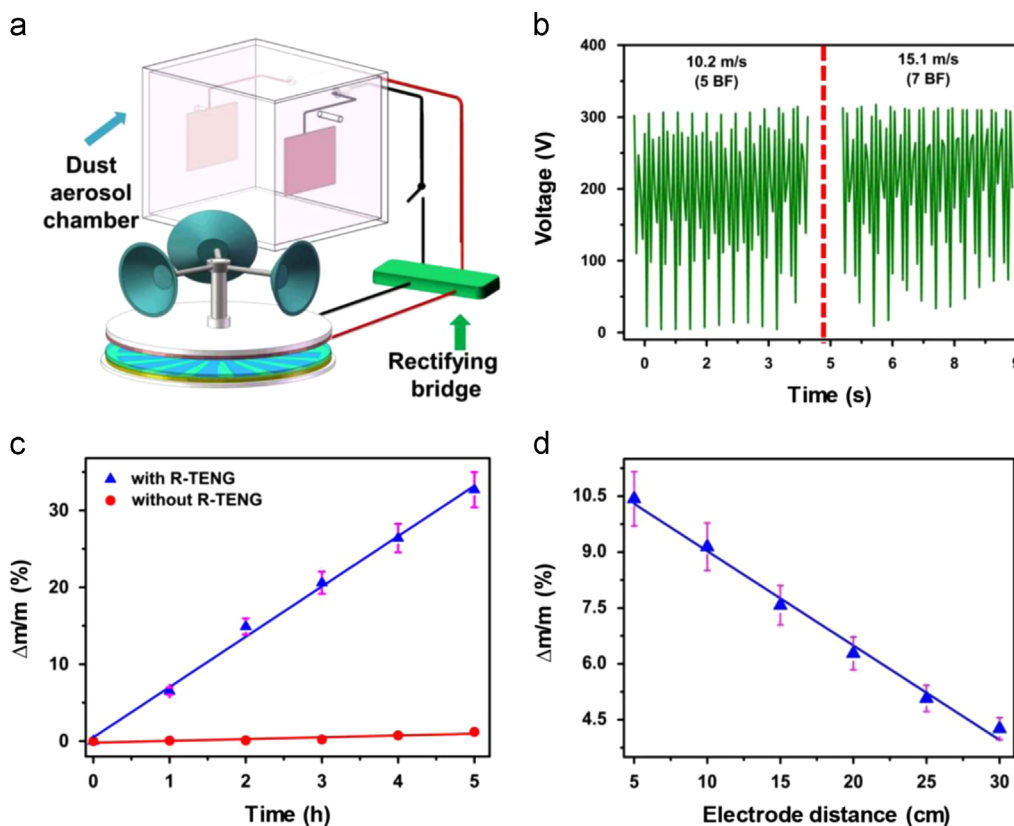 a
Dust
aerosol
chamber
Rectifying
bridge
b
400
300
200
100
0
Voltage (V)
10.2 m/s
(5 BF)
15.1 m/s
(7 BF)
0 2 3 5 6 8 9
Time (s)
c
with R-TENG
without R-TENG
30
20
10
0
Δm/m (%)
0 1 2 3 4 5
Time (h)
d
10.5
9.0
7.5
6.0
4.5
Δm/m (%)
5 10 15 20 25 30
Electrode distance (cm)